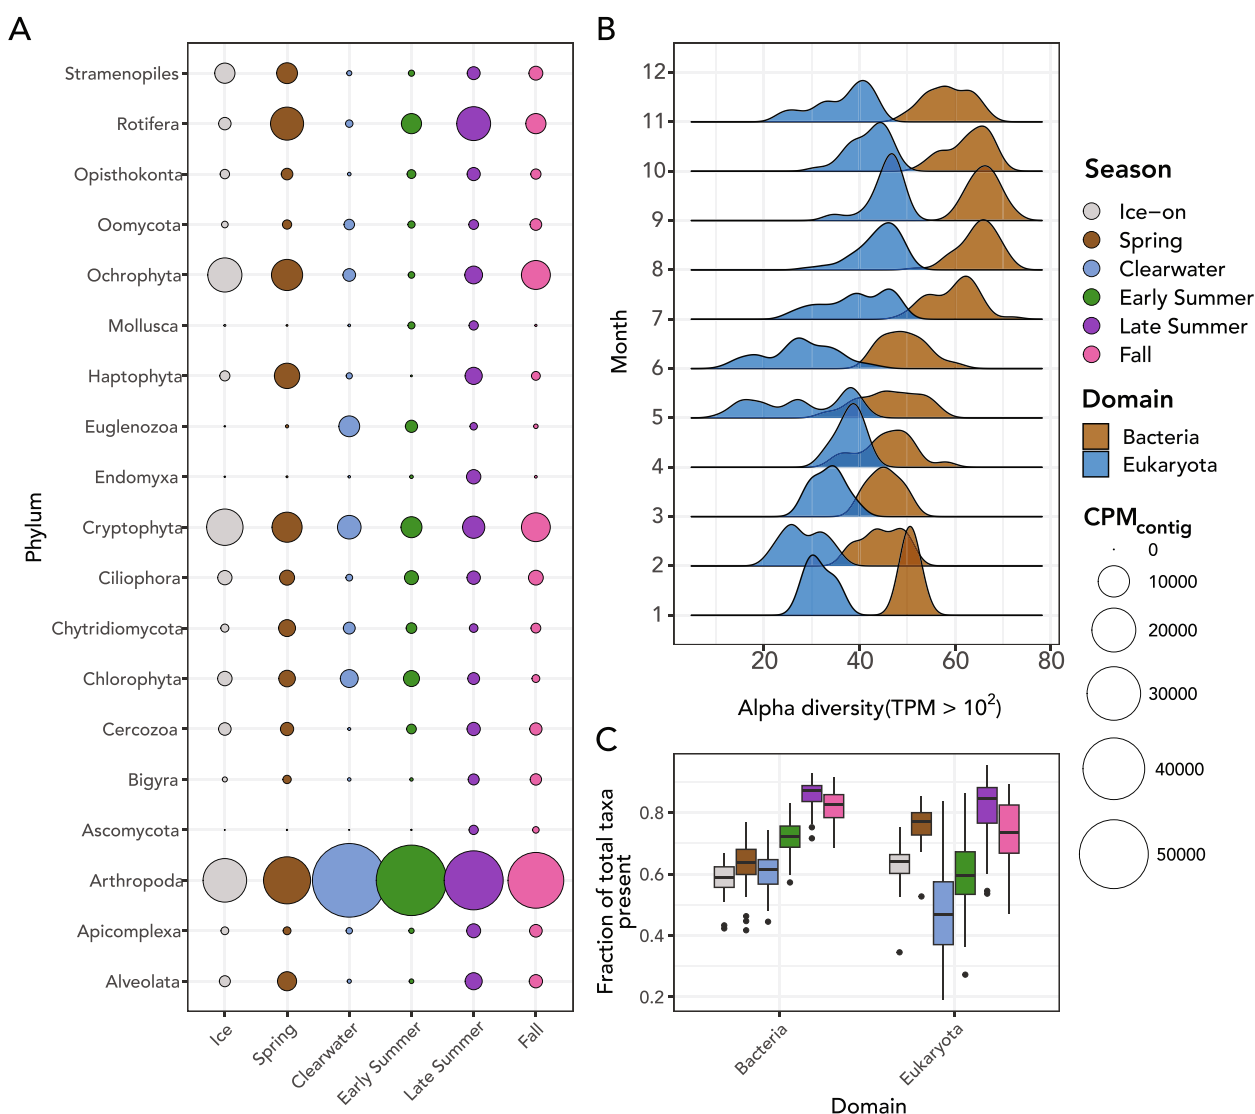 A
Phylum
Stramenopiles
Rotifera
Opisthokonta
Oomycota
Ochrophyta
Mollusca
Haptophyta
Euglenozoa
Endomyxa
Cryptophyta
Ciliophora
Chytridiomycota
Chlorophyta
Cercozoa
Bigyra
Ascomycota
Arthropoda
Apicomplexa
Alveolata
Ice
Spring
Clearwater
Early Summer
Late Summer
Fall
B
Month
12
11
10
9
8
7
6
5
4
3
2
1
20 40 60 80
Alpha diversity(TPM > 10²)
C
Fraction of total taxa
present
0.8
0.6
0.4
0.2
Bacteria
Eukaryota
Domain
Season
Ice−on
Spring
Clearwater
Early Summer
Late Summer
Fall
Domain
Bacteria
Eukaryota
CPMcontig
0
10000
20000
30000
40000
50000